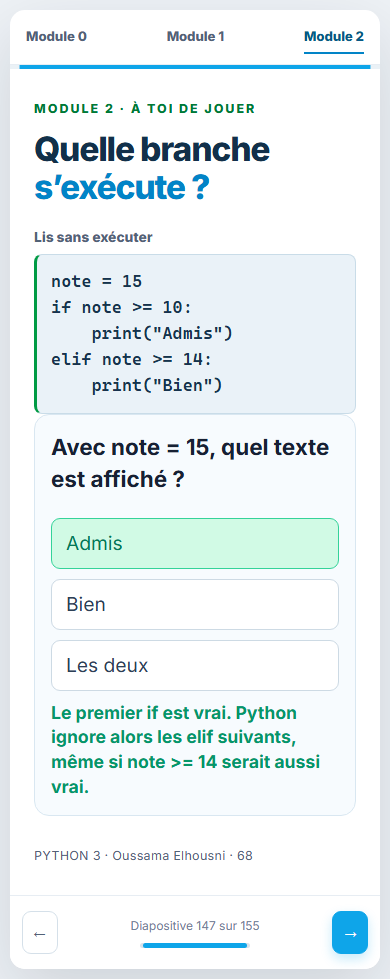 Module 0
Module 1
Module 2
MODULE 2 · À TOI DE JOUER
Quelle branche
s’exécute ?
Lis sans exécuter
note = 15
if note >= 10:
    print("Admis")
elif note >= 14:
    print("Bien")
Avec note = 15, quel texte
est affiché ?
Admis
Bien
Les deux
Le premier if est vrai. Python
ignore alors les elif suivants,
même si note >= 14 serait aussi
vrai.
PYTHON 3 · Oussama Elhousni · 68
←
Diapositive 147 sur 155
→